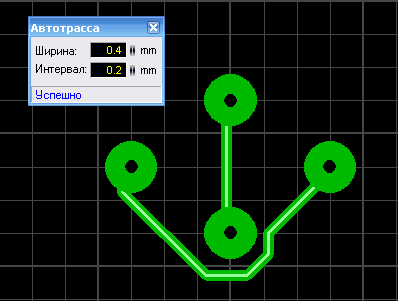 Автотрасса
Ширина: 0.4 mm
Интервал: 0.2 mm
Успешно